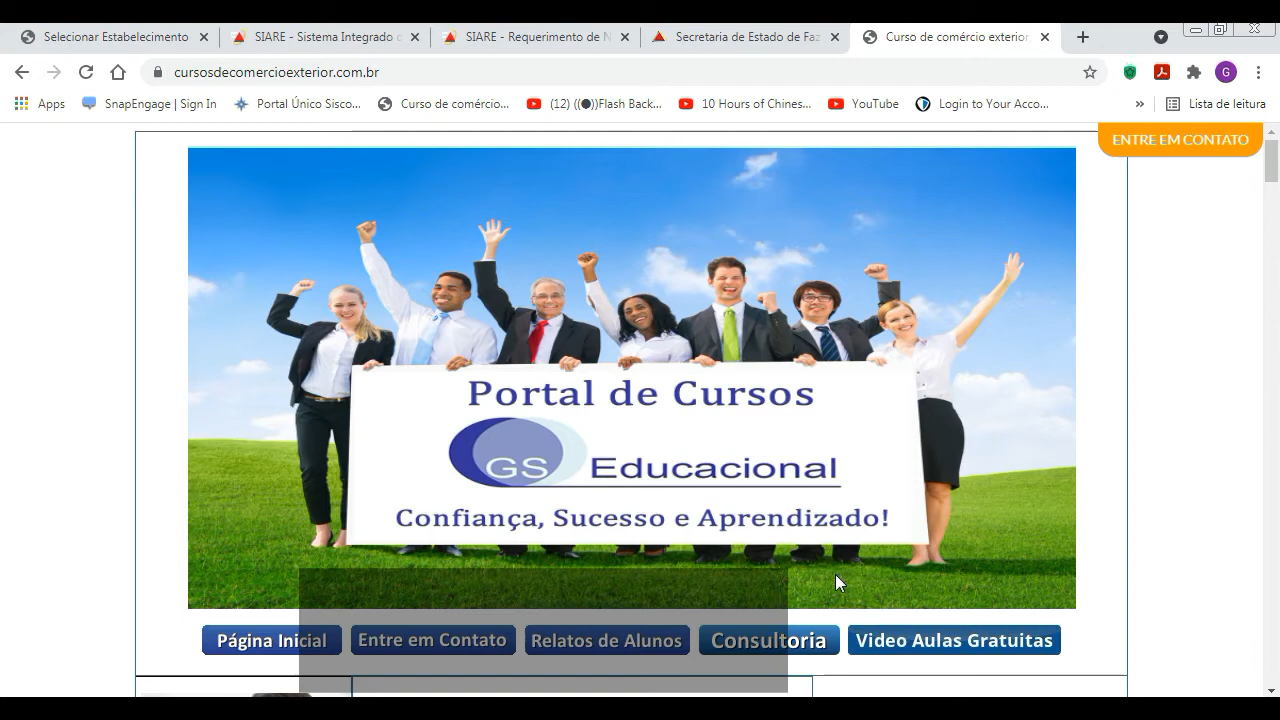 Selecionar Estabelecimento
SIARE - Sistema Integrado
SIARE - Requerimento de N
Secretaria de Estado de Faz
Curso de comércio exterior
cursosdecomercioexterior.com.br
G
Apps
SnapEngage | Sign In
Portal Único Sisco...
Curso de comércio...
(12) ((●))Flash Back...
10 Hours of Chines...
YouTube
Login to Your Acco...
»
Lista de leitura
ENTRE EM CONTATO
Portal de Cursos
GS Educacional
Confiança, Sucesso e Aprendizado!
Página Inicial
Entre em Contato
Relatos de Alunos
Consultoria
Video Aulas Gratuitas